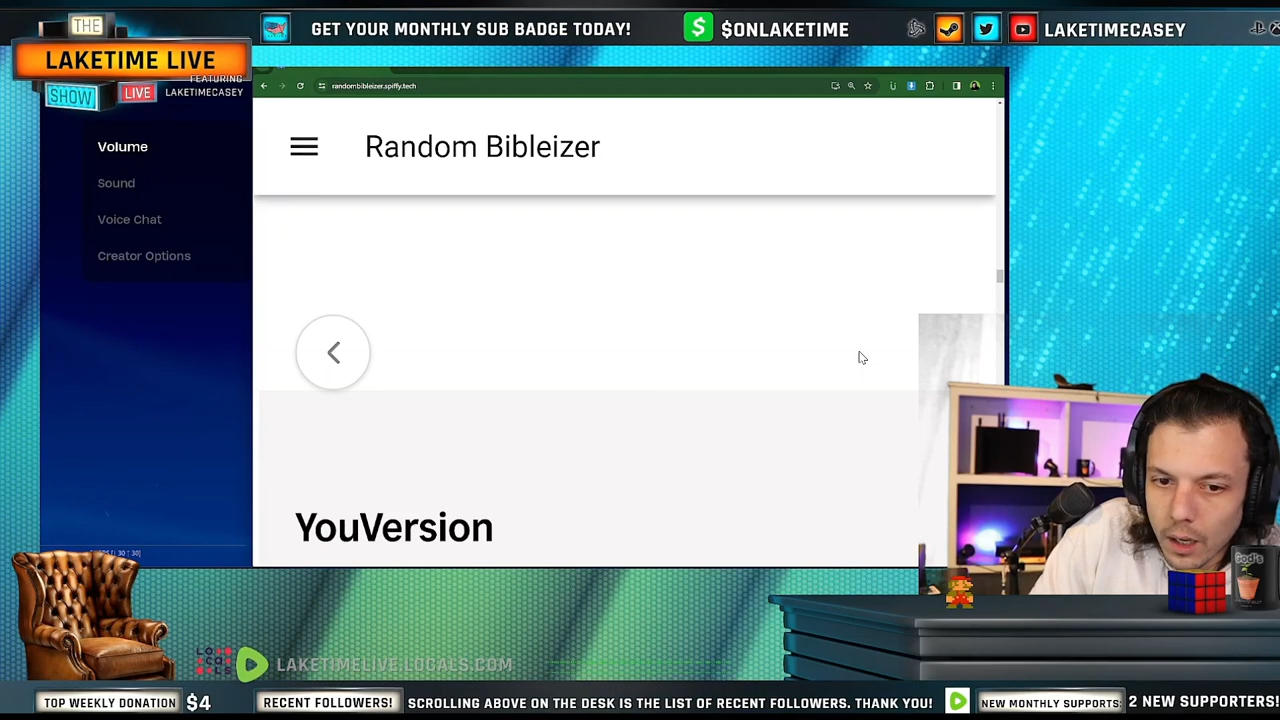 THE
LAKETIME LIVE
FEATURING
LAKETIMECASEY
SHOW
LIVE
GET YOUR MONTHLY SUB BADGE TODAY!
$ONLAKETIME
LAKETIMECASEY
randombibleizer.spiffy.tech
Volume
Sound
Voice Chat
Creator Options
Random Bibleizer
YouVersion
God's
LOCALS
LAKETIMELIVE.LOCALS.COM
TOP WEEKLY DONATION
$4
RECENT FOLLOWERS!
SCROLLING ABOVE ON THE DESK IS THE LIST OF RECENT FOLLOWERS. THANK YOU!
NEW MONTHLY SUPPORTS:
2 NEW SUPPORTERS!